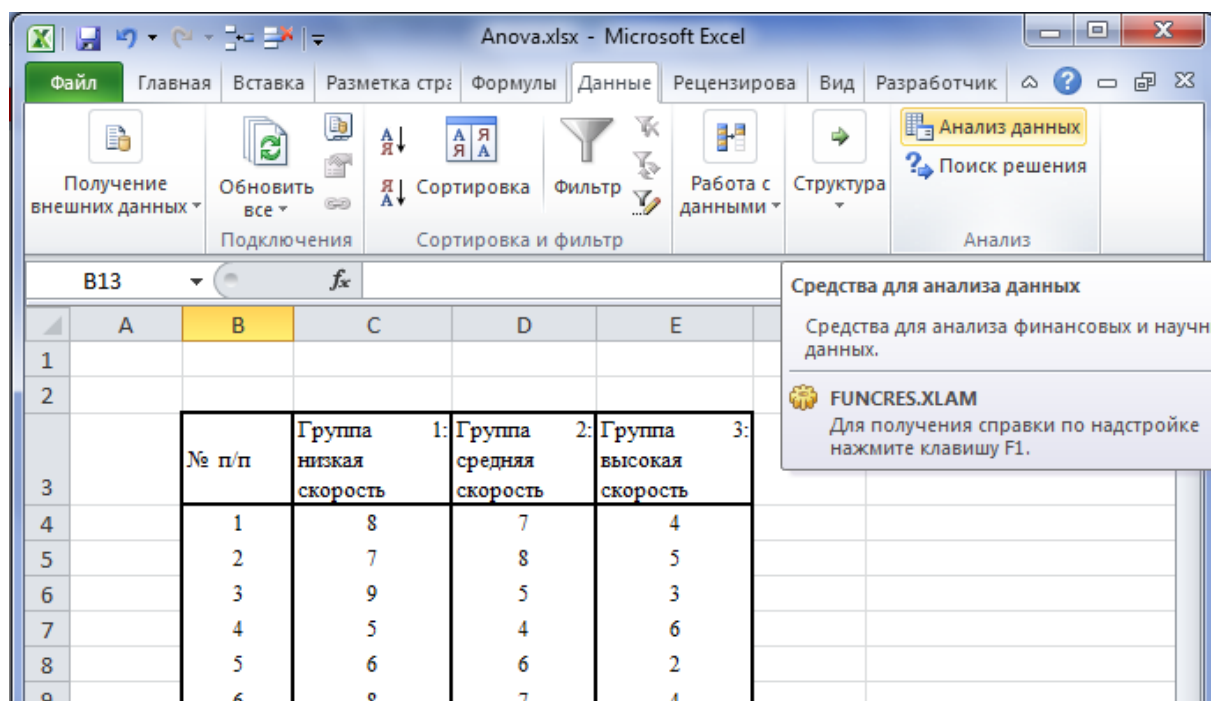 Anova.xlsx - Microsoft Excel
Файл Главная Вставка Разметка стра Формулы Данные Рецензирова Вид Разработчик
Получение внешних данных
Обновить все
Подключения
А Я
Я А
А Я Я А
Сортировка
Фильтр
Сортировка и фильтр
Работа с данными
Структура
Анализ данных
Поиск решения
Анализ
B13 fx
Средства для анализа данных
Средства для анализа финансовых и научн
данных.
FUNCRES.XLAM
Для получения справки по надстройке
нажмите клавишу F1.
A B C D E
1
2
3 № п/п Группа 1: низкая скорость Группа 2: средняя скорость Группа 3: высокая скорость
4 1 8 7 4
5 2 7 8 5
6 3 9 5 3
7 4 5 4 6
8 5 6 6 2
9 6 8 7 4